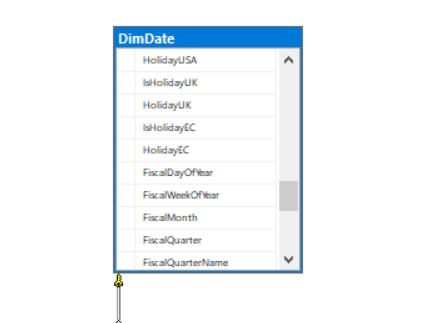 DimDate
HolidayUSA
IsHolidayUK
HolidayUK
IsHolidayEC
HolidayEC
FiscalDayOfYear
FiscalWeekOfYear
FiscalMonth
FiscalQuarter
FiscalQuarterName